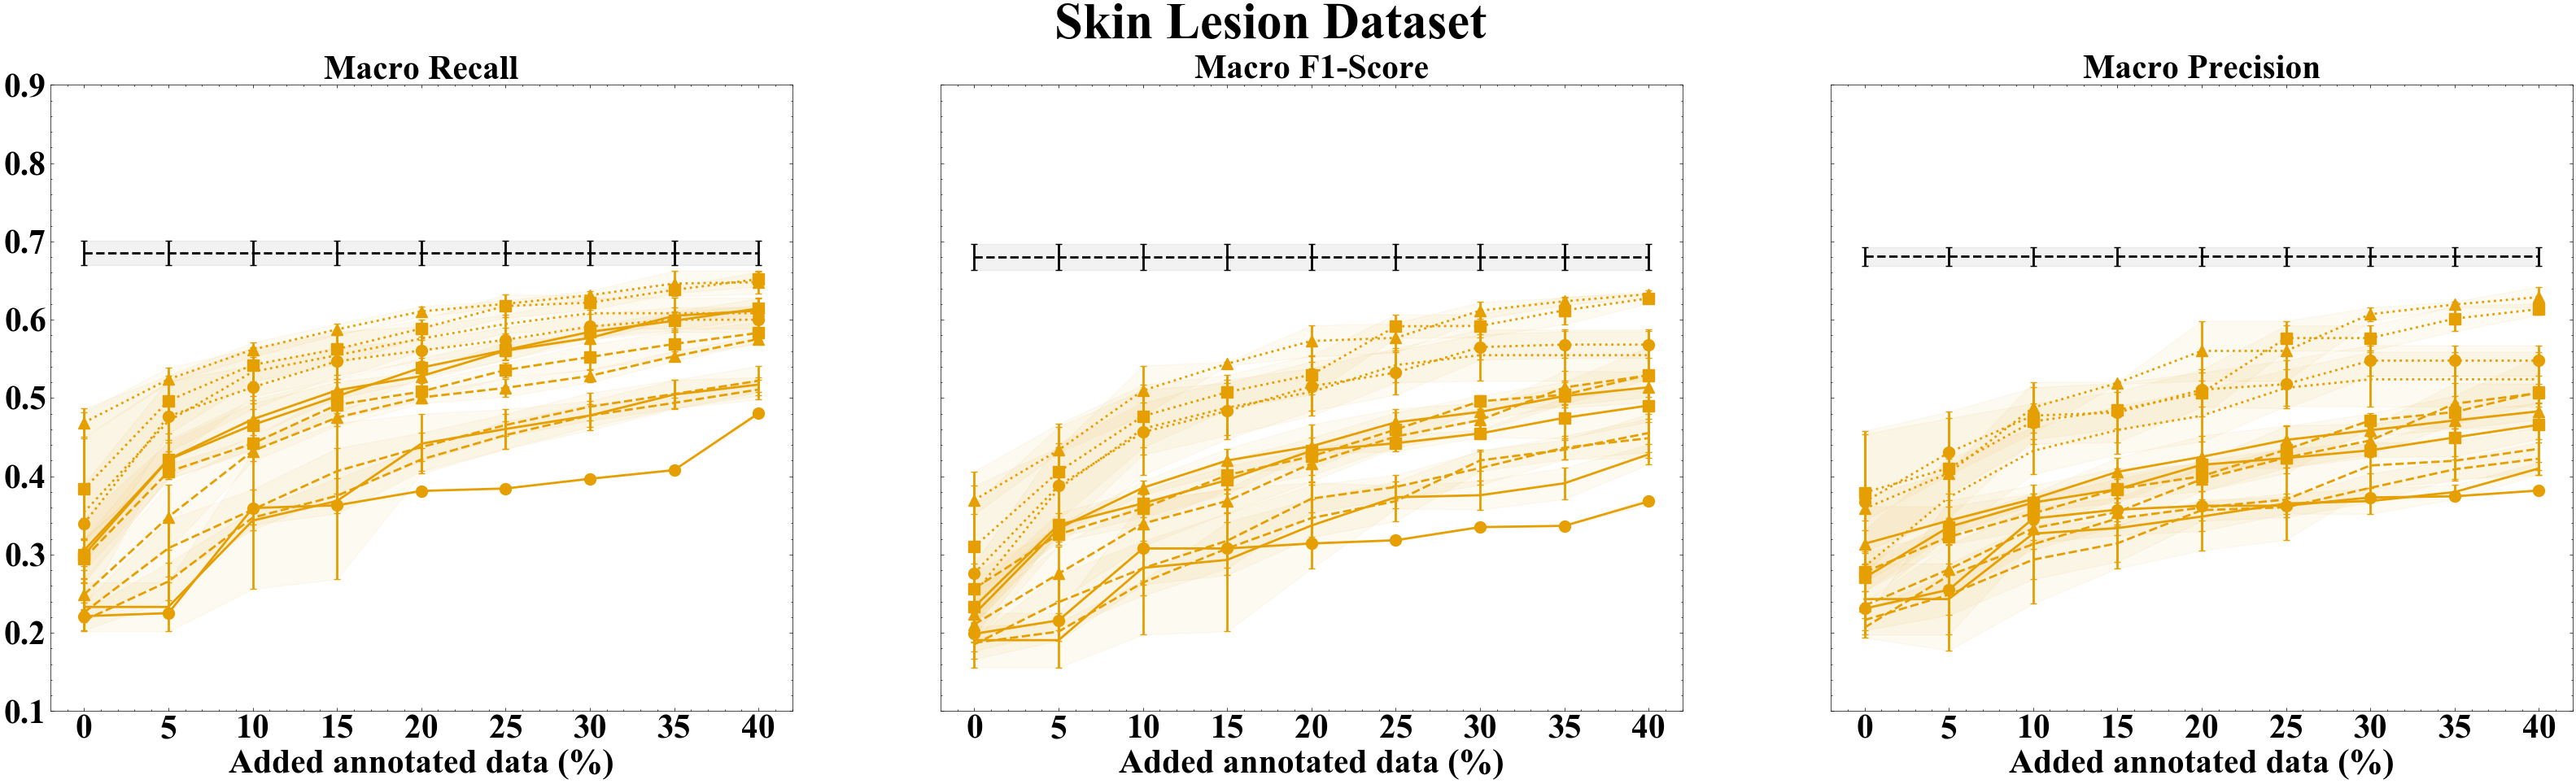 Skin Lesion Dataset
Macro Recall
0.9
0.8
0.7
0.6
0.5
0.4
0.3
0.2
0.1
0 5 10 15 20 25 30 35 40
Added annotated data (%)
Macro F1-Score
0 5 10 15 20 25 30 35 40
Added annotated data (%)
Macro Precision
0 5 10 15 20 25 30 35 40
Added annotated data (%)